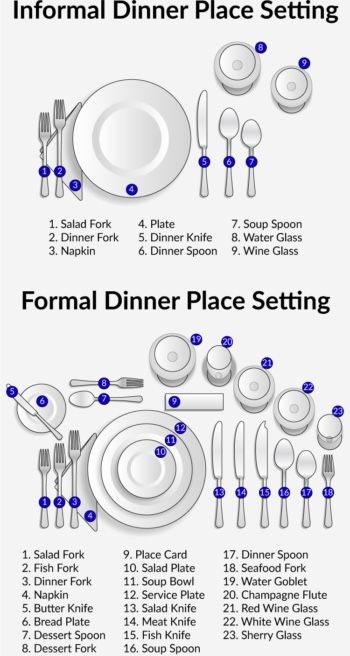 Informal Dinner Place Setting
8
9
4
1
2
3
5
6
7
1. Salad Fork
2. Dinner Fork
3. Napkin
4. Plate
5. Dinner Knife
6. Dinner Spoon
7. Soup Spoon
8. Water Glass
9. Wine Glass
Formal Dinner Place Setting
19
20
21
22
23
5
6
8
7
9
12
11
10
1
2
3
4
13
14
15
16
17
18
1. Salad Fork
2. Fish Fork
3. Dinner Fork
4. Napkin
5. Butter Knife
6. Bread Plate
7. Dessert Spoon
8. Dessert Fork
9. Place Card
10. Salad Plate
11. Soup Bowl
12. Service Plate
13. Salad Knife
14. Meat Knife
15. Fish Knife
16. Soup Spoon
17. Dinner Spoon
18. Seafood Fork
19. Water Goblet
20. Champagne Flute
21. Red Wine Glass
22. White Wine Glass
23. Sherry Glass